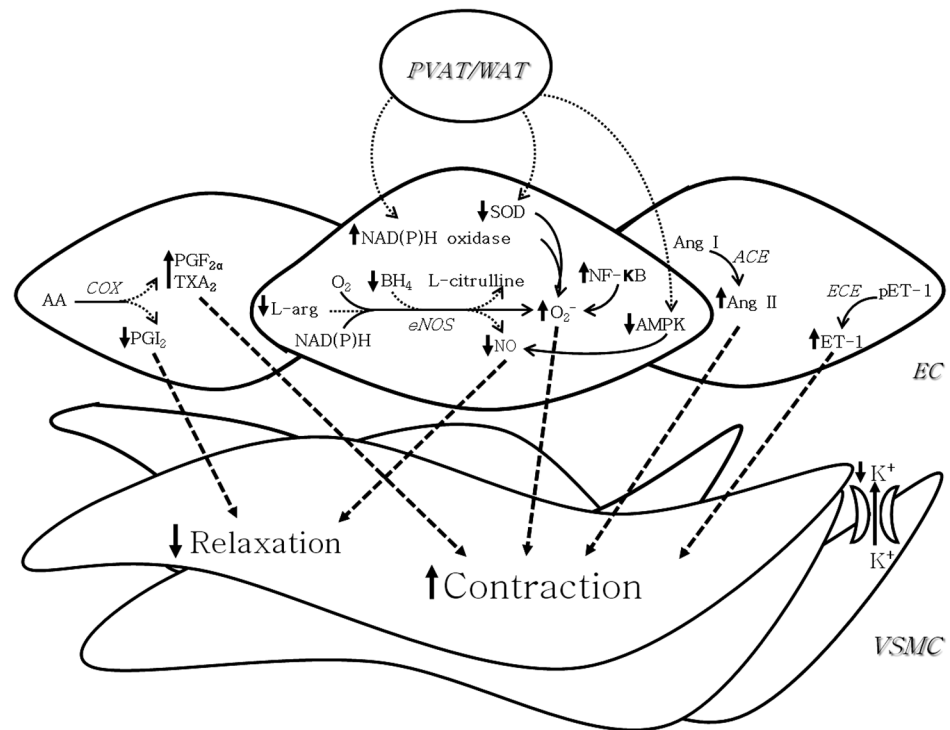 PVAT/WAT
↓SOD
↑NAD(P)H oxidase
Ang I
ACE
↑PGF₂α
TXA₂
COX
AA
↓PGI₂
O₂
↓BH₄
L-citrulline
↑NF-KB
↓L-arg
eNOS
↑O₂⁻
NAD(P)H
↓NO
↓AMPK
↑Ang II
ECE
pET-1
↑ET-1
EC
↓K⁺
K⁺
↓Relaxation
↑Contraction
VSMC